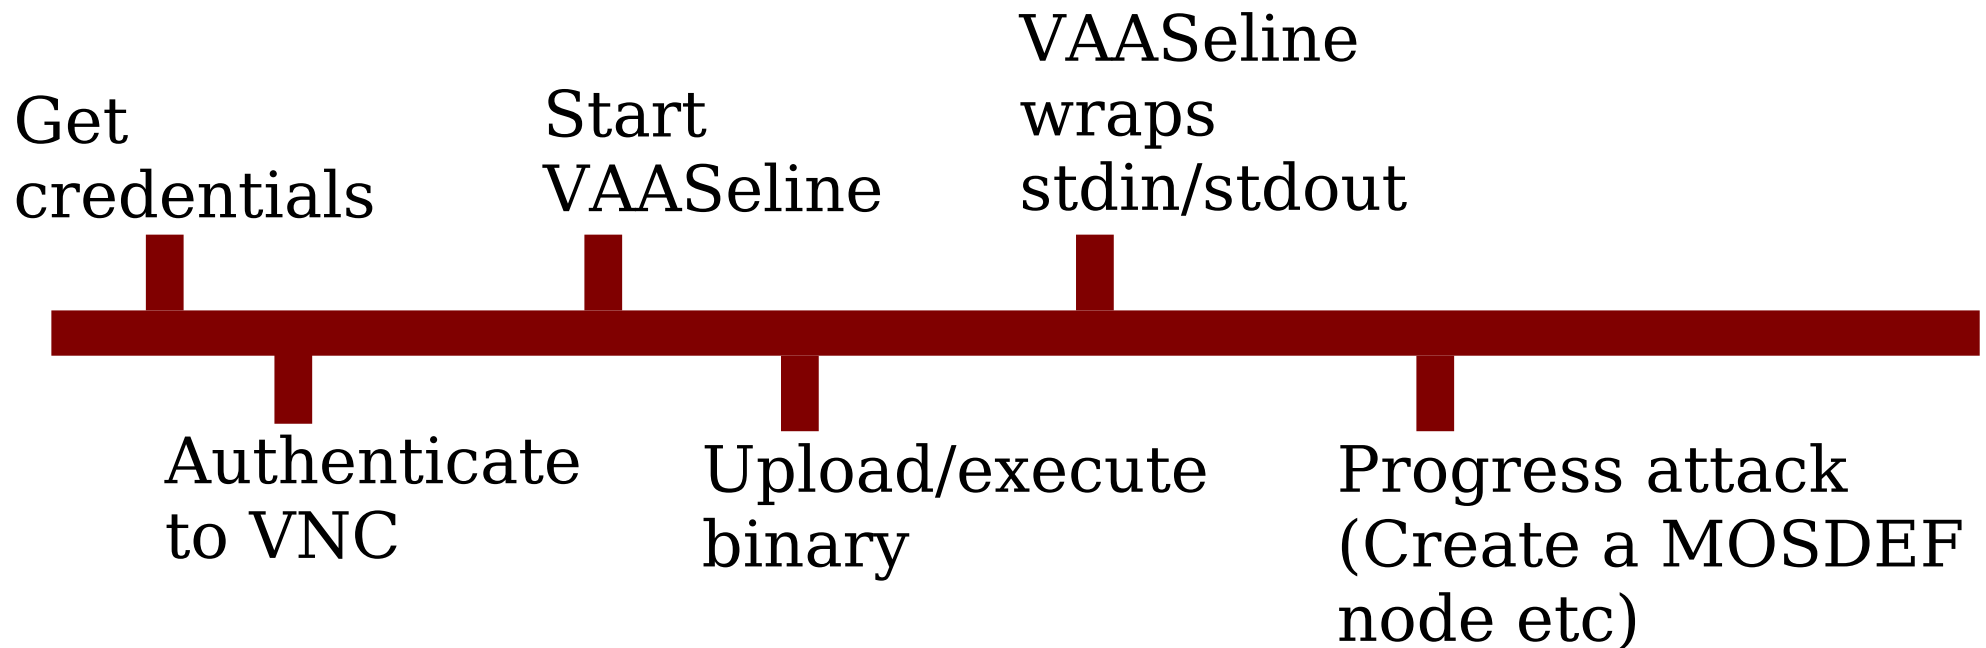 Get
credentials
Authenticate
to VNC
Start
VAASeline
Upload/execute
binary
VAASeline
wraps
stdin/stdout
Progress attack
(Create a MOSDEF
node etc)